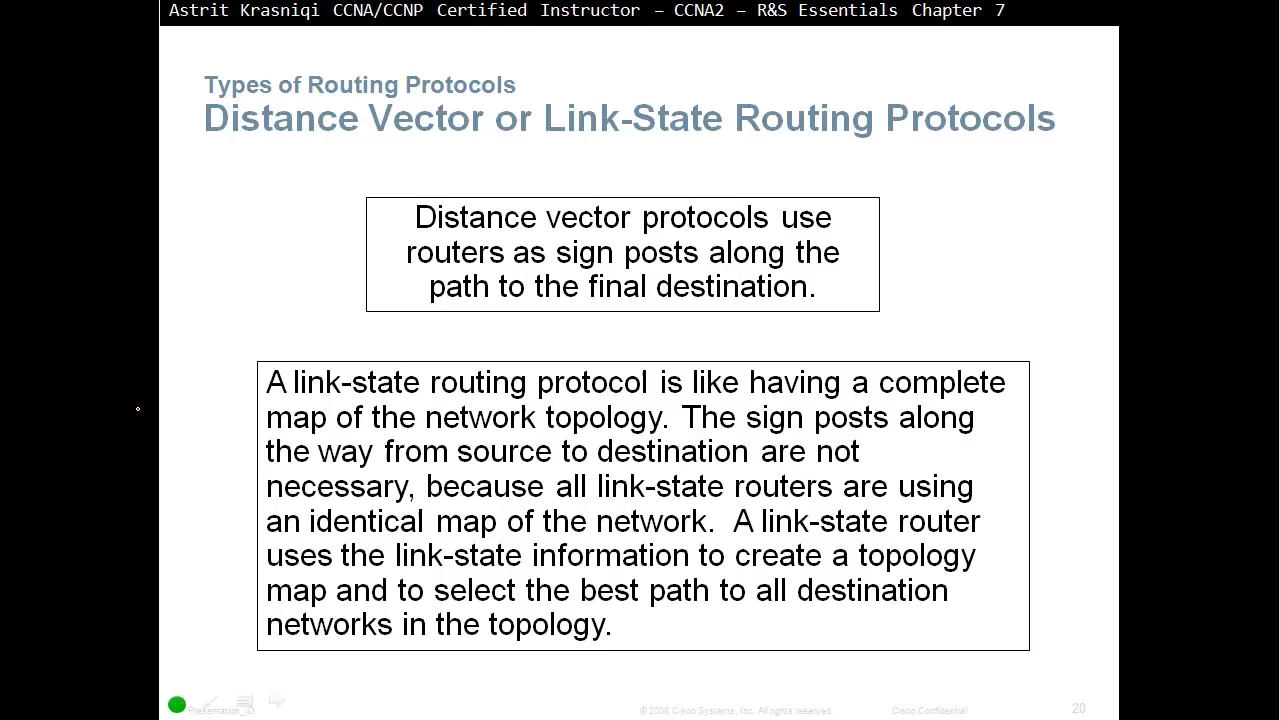 Astrit Krasniqi CCNA/CCNP Certified Instructor – CCNA2 – R&S Essentials Chapter 7
Types of Routing Protocols
Distance Vector or Link-State Routing Protocols
Distance vector protocols use
routers as sign posts along the
path to the final destination.
A link-state routing protocol is like having a complete
map of the network topology. The sign posts along
the way from source to destination are not
necessary, because all link-state routers are using
an identical map of the network. A link-state router
uses the link-state information to create a topology
map and to select the best path to all destination
networks in the topology.
Presentation_ID
© 2008 Cisco Systems, Inc. All rights reserved.
Cisco Confidential
20